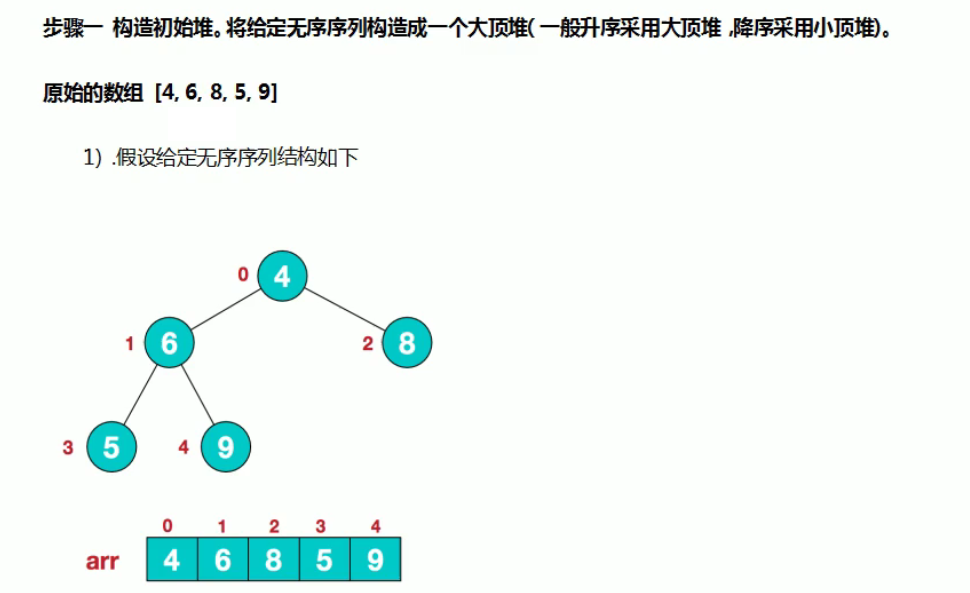 步骤一 构造初始堆。将给定无序序列构造成一个大顶堆( 一般升序采用大顶堆 ,降序采用小顶堆)。
原始的数组 [4, 6, 8, 5, 9]
1) .假设给定无序序列结构如下
0 4
1 6 2 8
3 5 4 9
0 1 2 3 4
arr 4 6 8 5 9